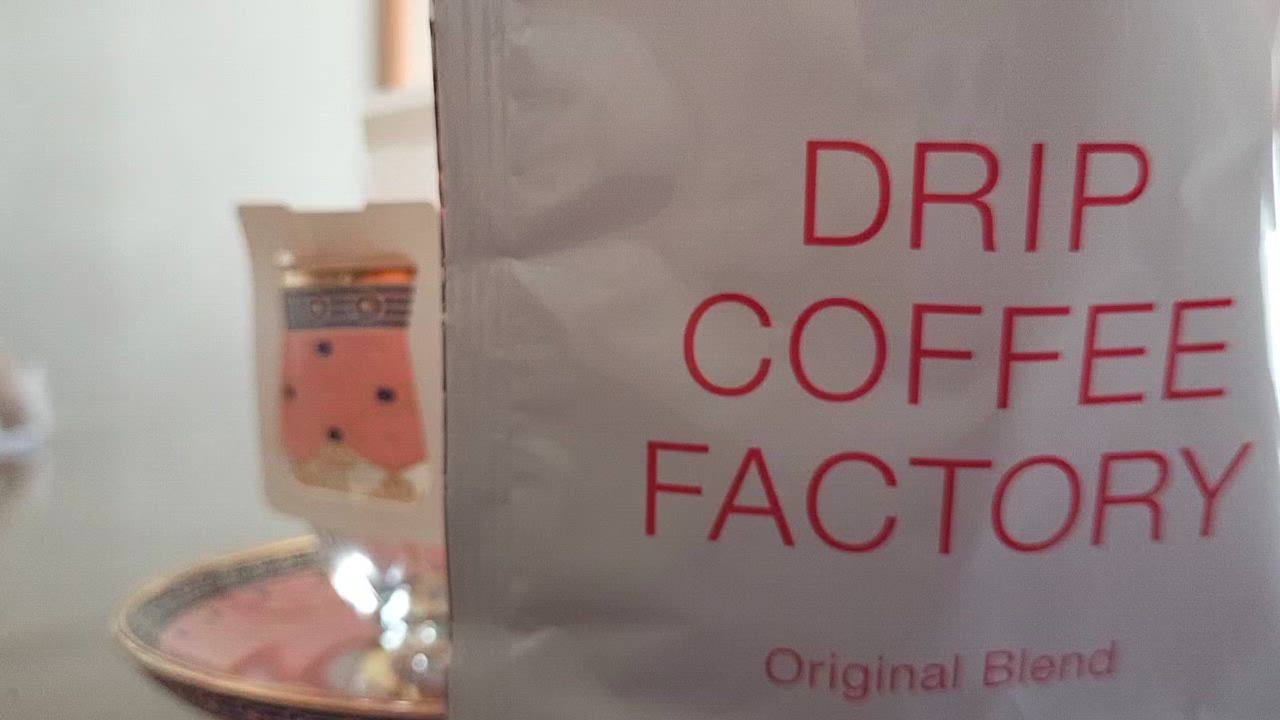 DRIP
COFFEE
FACTORY
Original Blend